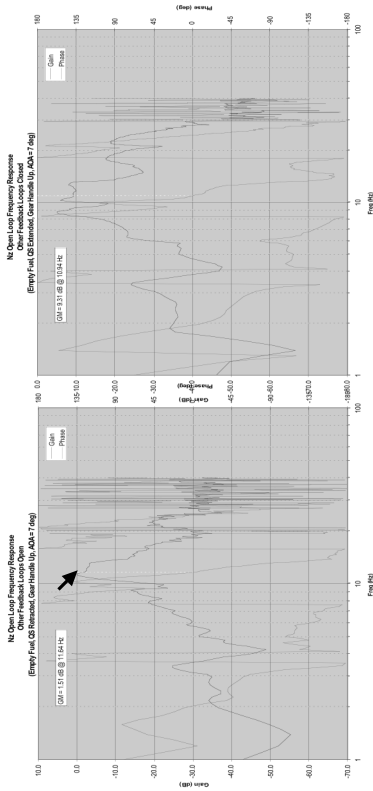 Nz Open Loop Frequency Response
Other Feedback Loops Open
(Empty Fuel, QS Retracted, Gear Handle Up, AOA = 7 deg)
GM = 1.51 dB @ 11.64 Hz
Gain
Phase
10.0
0.0
-10.0
-20.0
-30.0
-40.0
-50.0
-60.0
-70.0
Gain (dB)
1
10
100
Freq (Hz)
Nz Open Loop Frequency Response
Other Feedback Loops Closed
(Empty Fuel, QS Extended, Gear Handle Up, AOA = 7 deg)
GM = 9.31 dB @ 10.94 Hz
Gain
Phase
180
135
90
45
0
-45
-90
-135
-180
Phase (deg)
1
10
100
Freq (Hz)